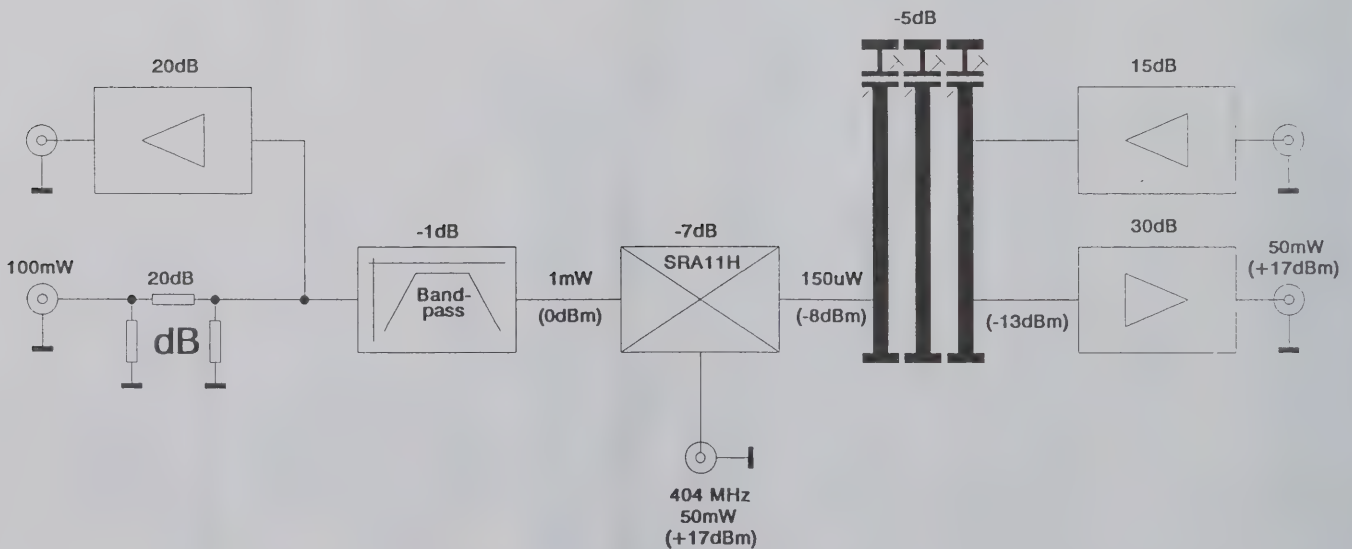 -5dB
20dB
15dB
-1dB
-7dB
30dB
SRA11H
50mW
(+17dBm)
100mW
20dB
1mW
150uW
Band-
pass
(0dBm)
(-8dBm)
(-13dBm)
dB
404 MHz
50mW
(+17dBm)